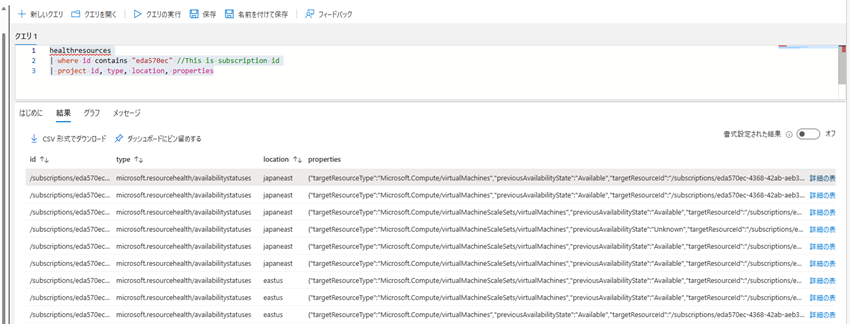 新しいクエリ クエリを開く クエリの実行 保存 名前を付けて保存 フィードバック
クエリ 1
1 healthresources
2 | where id contains "eda570ec" //This is subscription id
3 | project id, type, location, properties
はじめに 結果 グラフ メッセージ
CSV 形式でダウンロード ダッシュボードにピン留めする 書式設定された結果 オフ
id type location properties
/subscriptions/eda570ec... microsoft.resourcehealth/availabilitystatuses japaneast {"targetResourceType":"Microsoft.Compute/virtualMachines","previousAvailabilityState":"Available","targetResourceId":"/subscriptions/eda570ec-4368-42ab-aeb3... 詳細の表
/subscriptions/eda570ec... microsoft.resourcehealth/availabilitystatuses japaneast {"targetResourceType":"Microsoft.Compute/virtualMachines","previousAvailabilityState":"Available","targetResourceId":"/subscriptions/eda570ec-4368-42ab-aeb3... 詳細の表
/subscriptions/eda570ec... microsoft.resourcehealth/availabilitystatuses japaneast {"targetResourceType":"Microsoft.Compute/virtualMachineScaleSets/virtualMachines","previousAvailabilityState":"Available","targetResourceId":"/subscriptions/e... 詳細の表
/subscriptions/eda570ec... microsoft.resourcehealth/availabilitystatuses japaneast {"targetResourceType":"Microsoft.Compute/virtualMachineScaleSets/virtualMachines","previousAvailabilityState":"Unknown","targetResourceId":"/subscriptions/e... 詳細の表
/subscriptions/eda570ec... microsoft.resourcehealth/availabilitystatuses japaneast {"targetResourceType":"Microsoft.Compute/virtualMachineScaleSets/virtualMachines","previousAvailabilityState":"Available","targetResourceId":"/subscriptions/e... 詳細の表
/subscriptions/eda570ec... microsoft.resourcehealth/availabilitystatuses japaneast {"targetResourceType":"Microsoft.Compute/virtualMachineScaleSets/virtualMachines","previousAvailabilityState":"Available","targetResourceId":"/subscriptions/e... 詳細の表
/subscriptions/eda570ec... microsoft.resourcehealth/availabilitystatuses eastus {"targetResourceType":"Microsoft.Compute/virtualMachineScaleSets/virtualMachines","previousAvailabilityState":"Available","targetResourceId":"/subscriptions/e... 詳細の表
/subscriptions/eda570ec... microsoft.resourcehealth/availabilitystatuses eastus {"targetResourceType":"Microsoft.Compute/virtualMachineScaleSets/virtualMachines","previousAvailabilityState":"Available","targetResourceId":"/subscriptions/e... 詳細の表
/subscriptions/eda570ec... microsoft.resourcehealth/availabilitystatuses eastus {"targetResourceType":"Microsoft.Compute/virtualMachines","previousAvailabilityState":"Available","targetResourceId":"/subscriptions/eda570ec-4368-42ab-aeb3... 詳細の表